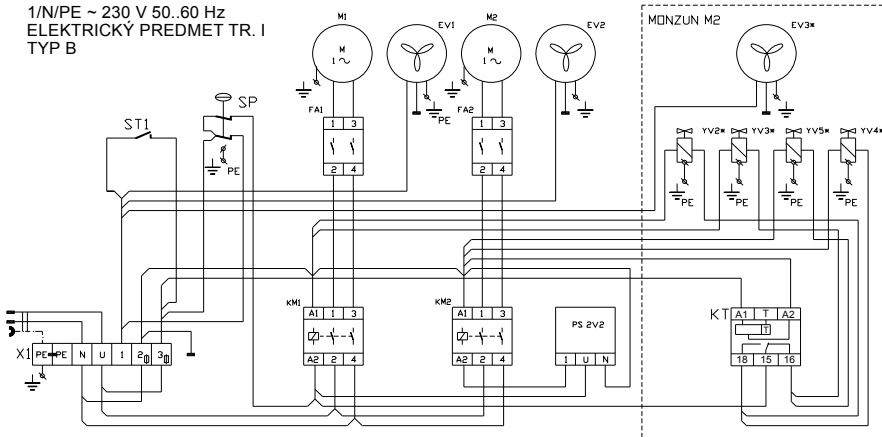 1/N/PE ~ 230 V 50..60 Hz
ELEKTRICKÝ PREDMET TR. I
TYP B
M1
EV1
M2
EV2
MONZUN M2
EV3*
M
1 ~
M
1 ~
SP
FA1
PE
FA2
ST1
1 3
1 3
YV2* YV3* YV5* YV4*
PE
2 4
2 4
PE PE
KM1
KM2
A1 1 3
A1 1 3
PS 2V2
KT
A1 T A2
T
X1
PE PE N U 1 2 3
A2 2 4
A2 2 4
1 U N
18 15 16